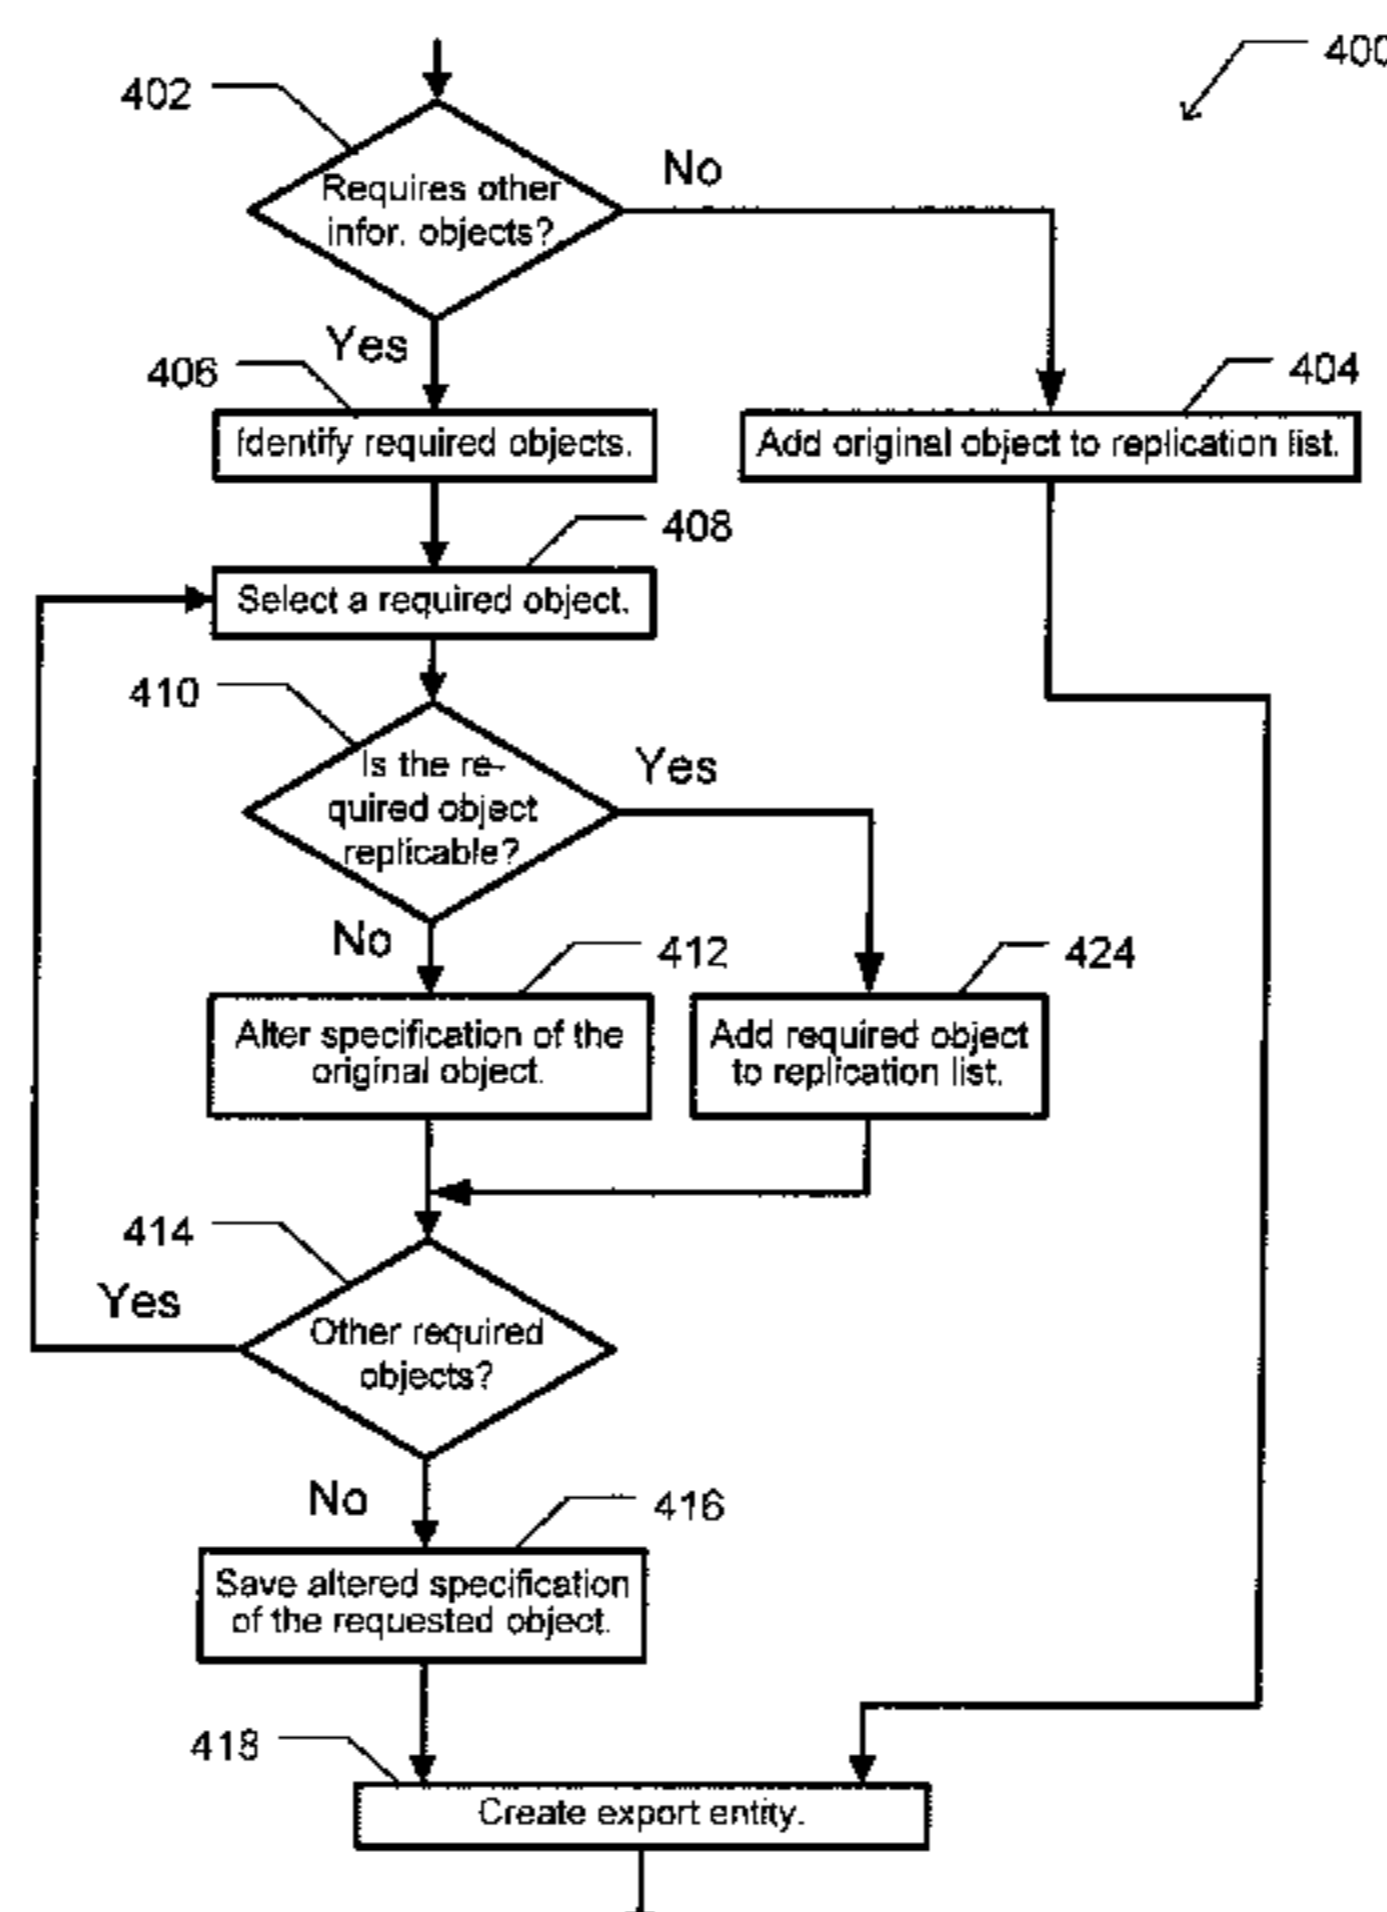 400
402
No
Requires other
infor. objects?
Yes
406
404
Identify required objects.
Add original object to replication list.
408
Select a required object.
410
Is the re-
quired object
replicable?
Yes
No
412
424
Alter specification of the
original object.
Add required object
to replication list.
414
Yes
Other required
objects?
No
416
Save altered specification
of the requested object.
418
Create export entity.